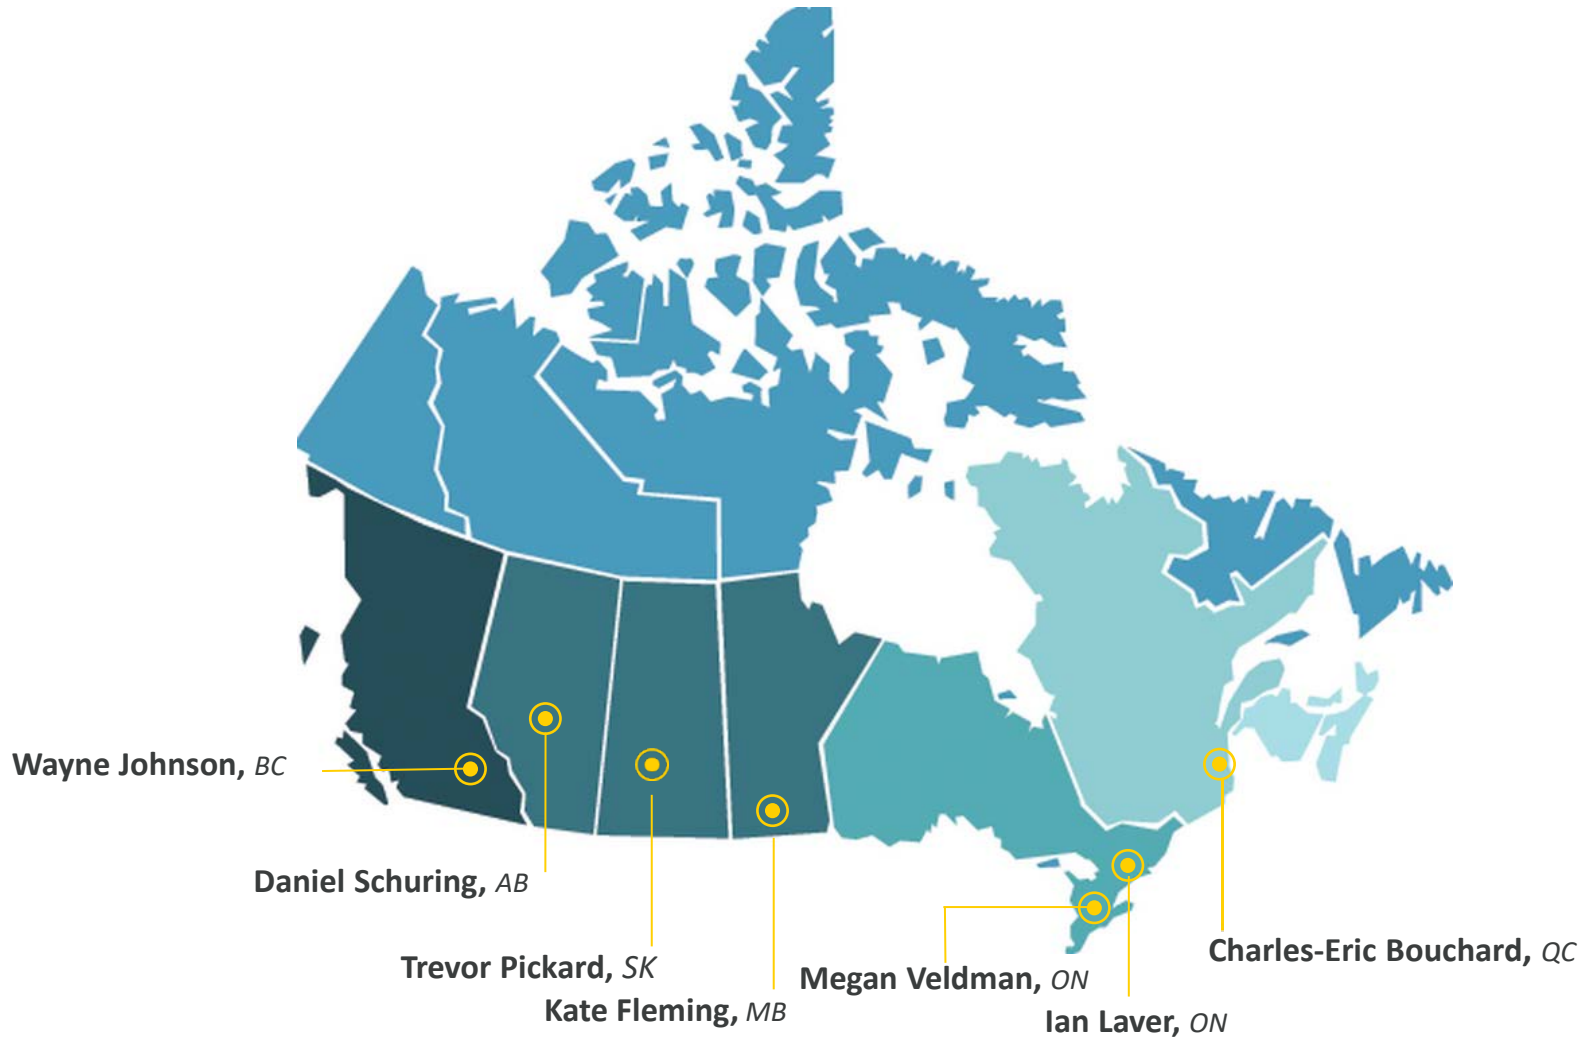 Wayne Johnson, BC
Daniel Schuring, AB
Trevor Pickard, SK
Kate Fleming, MB
Megan Veldman, ON
Ian Laver, ON
Charles-Eric Bouchard, QC